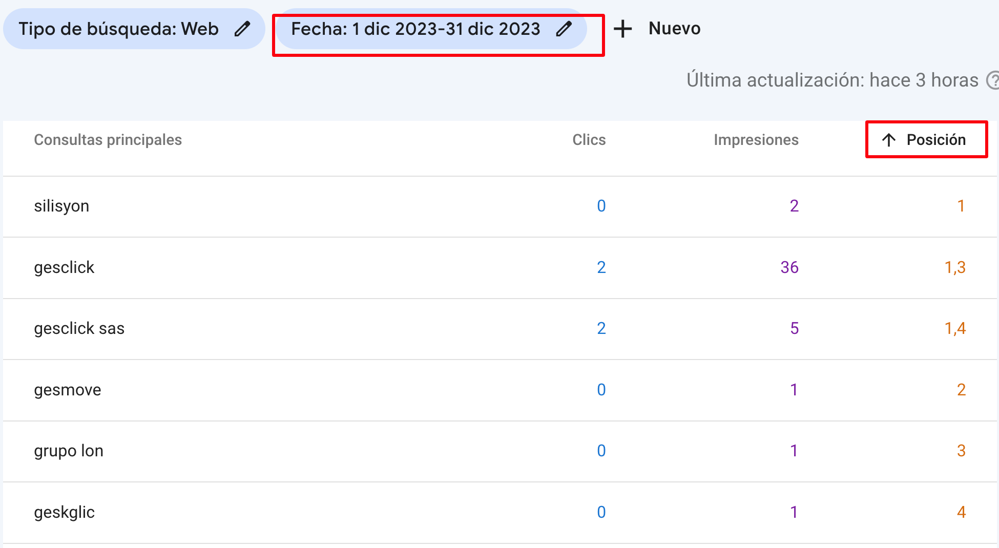 Tipo de búsqueda: Web Fecha: 1 dic 2023-31 dic 2023 + Nuevo
Última actualización: hace 3 horas ?
Consultas principales Clics Impresiones ↑ Posición
silisyon 0 2 1
gesclick 2 36 1,3
gesclick sas 2 5 1,4
gesmove 0 1 2
grupo lon 0 1 3
geskglic 0 1 4